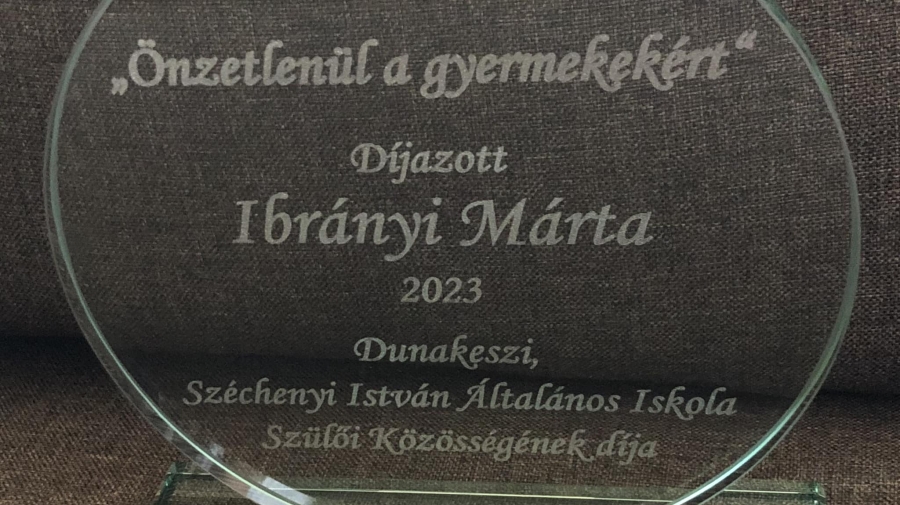 „Önzetlenül a gyermekekért“
Díjazott
Ibrányi Márta
2023
Dunakeszi,
Széchenyi István Általános Iskola
Szülői Közösségének díja